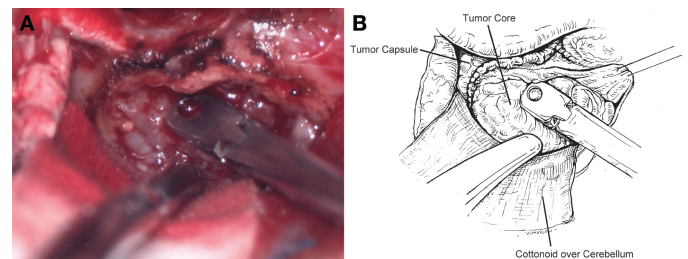 A
B
Tumor Core
Tumor Capsule
Cottonoid over Cerebellum